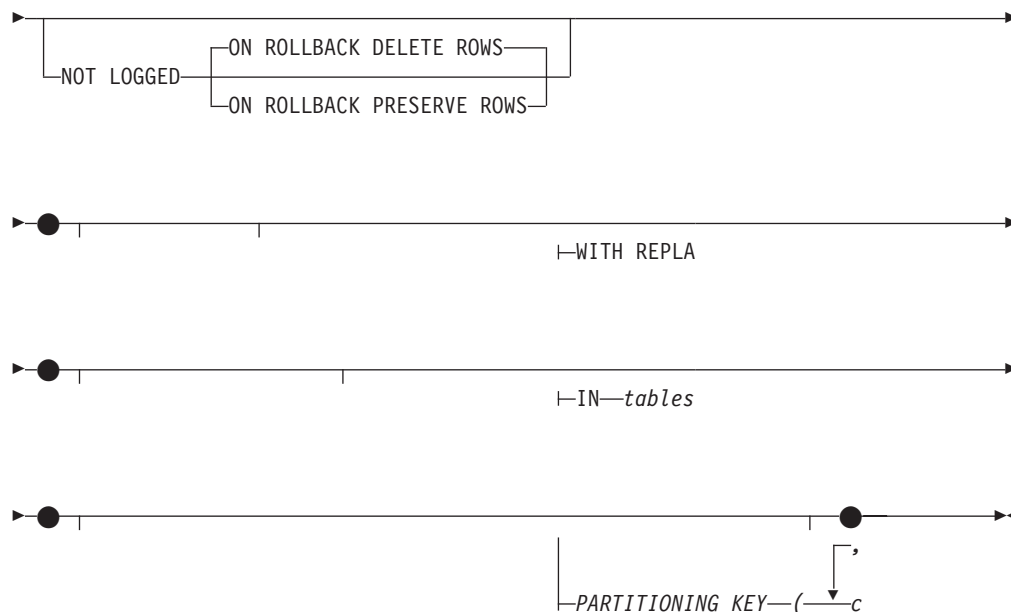 ON ROLLBACK DELETE ROWS
NOT LOGGED
ON ROLLBACK PRESERVE ROWS
WITH REPLA
IN tables
,
PARTITIONING KEY ( c